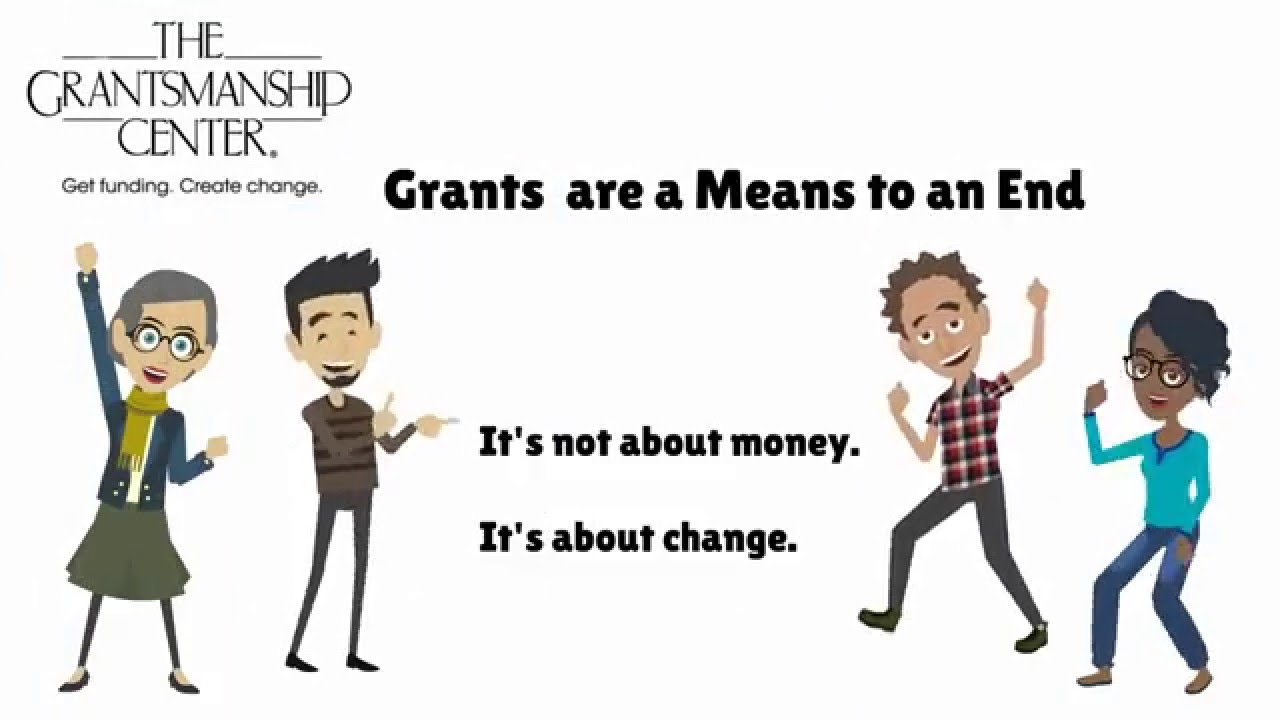 THE
GRANTSMANSHIP
CENTER®
Get funding. Create change.
Grants are a Means to an End
It's not about money.
It's about change.